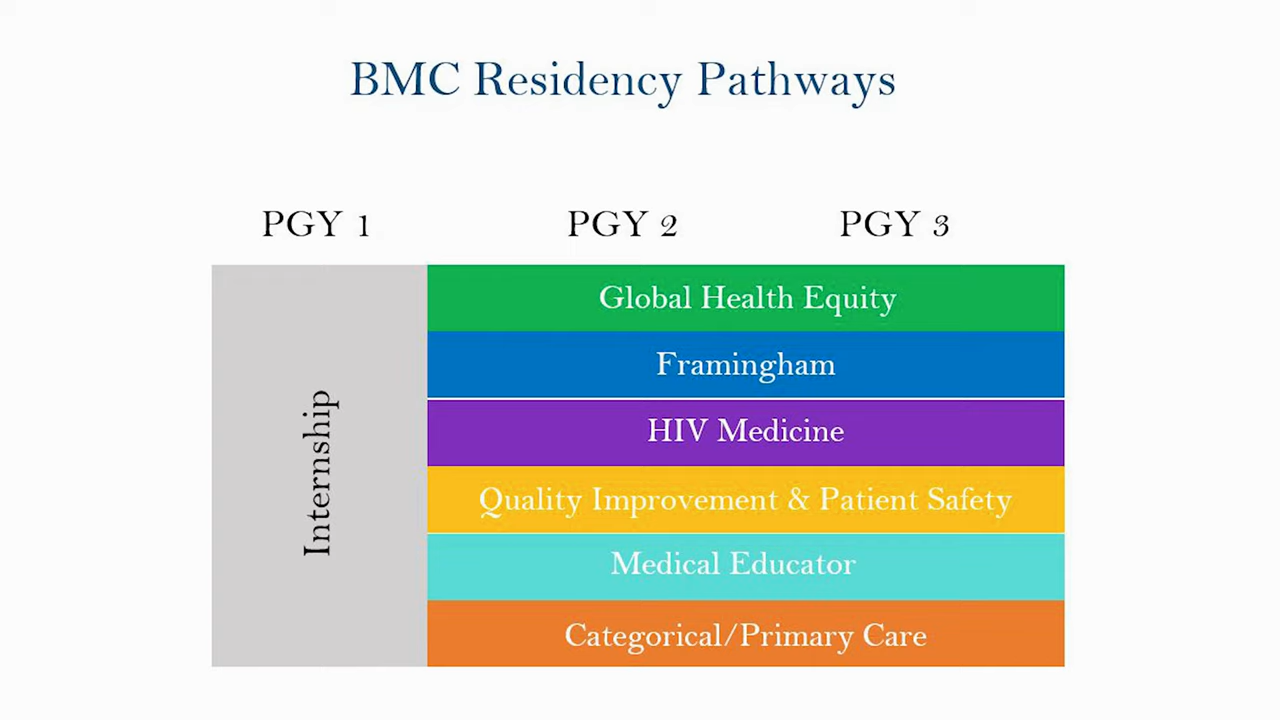 BMC Residency Pathways
PGY 1
PGY 2
PGY 3
Internship
Global Health Equity
Framingham
HIV Medicine
Quality Improvement & Patient Safety
Medical Educator
Categorical/Primary Care